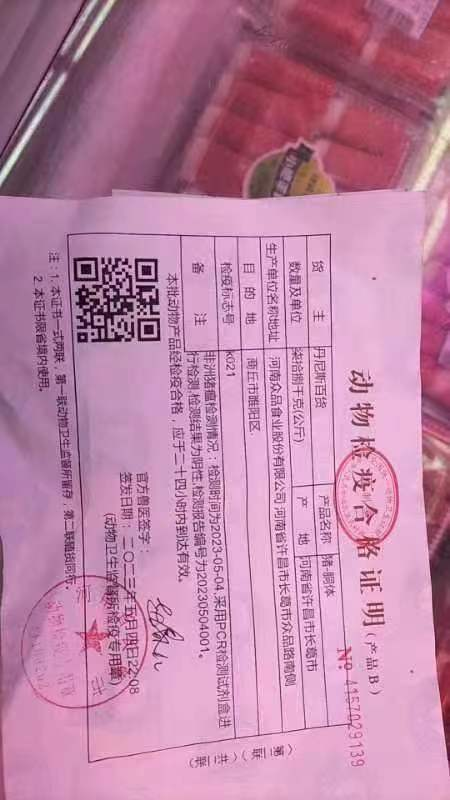 动物检疫合格证明(产品B)
№ 4157029139
货主 丹尼斯百货 产品名称 猪-胴体
数量及单位 柒拾捌千克(公斤) 产地 河南省许昌市长葛市
生产单位名称地址 河南众品食业股份有限公司 河南省许昌市长葛市众品路南侧
目的地 商丘市睢阳区
检疫标志号 k021
备注 非洲猪瘟检测情况：检测时间为2023-05-04,采用PCR检测试剂盒进
行检测,检测结果为阴性,检测报告编号为20230504001。
本批动物产品经检疫合格，应于二十四小时内到达有效。
官方兽医签字：
签发日期：二〇二三年五月四日22:08
(动物卫生监督所检疫专用章)
第二联 共二联
注：1. 本证书一式两联，第一联动物卫生监督所留存，第二联随货同行。
2. 本证书限省境内使用。